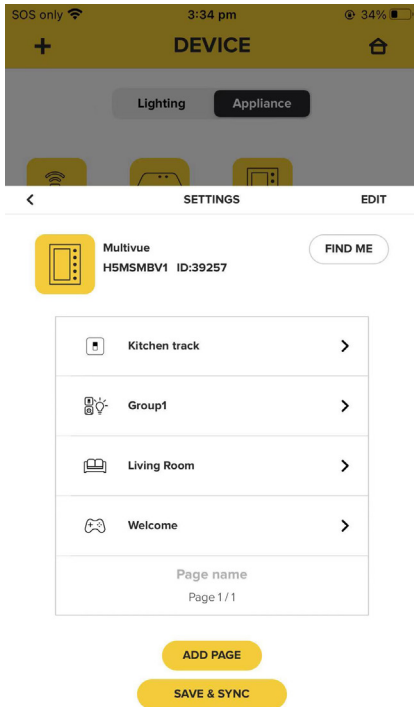 SOS only 3:34 pm 34%
+ DEVICE
Lighting Appliance
< SETTINGS EDIT
Multivue FIND ME
H5MSMBV1 ID:39257
Kitchen track >
Group1 >
Living Room >
Welcome >
Page name
Page 1 / 1
ADD PAGE
SAVE & SYNC